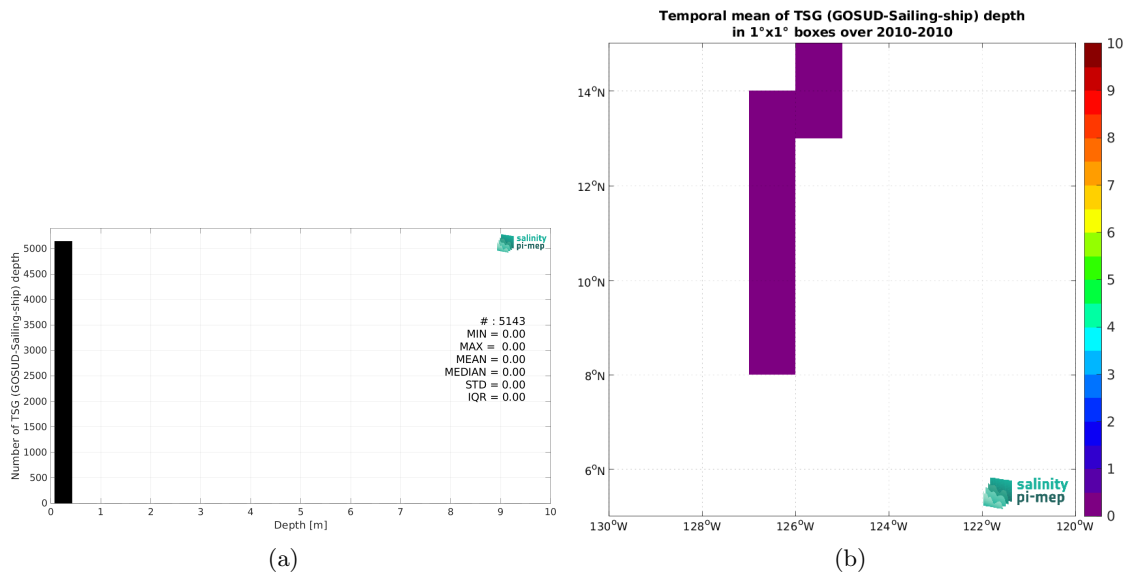 Number of TSG (GOSUD-Sailing-ship) depth
5000
4500
4000
3500
3000
2500
2000
1500
1000
500
0
salinity
pi-mep
# : 5143
MIN = 0.00
MAX =  0.00
MEAN = 0.00
MEDIAN = 0.00
STD = 0.00
IQR = 0.00
0 1 2 3 4 5 6 7 8 9 10
Depth [m]
(a)
Temporal mean of TSG (GOSUD-Sailing-ship) depth
in 1°x1° boxes over 2010-2010
14°N
12°N
10°N
8°N
6°N
130°W 128°W 126°W 124°W 122°W 120°W
salinity
pi-mep
10
9
8
7
6
5
4
3
2
1
0
(b)